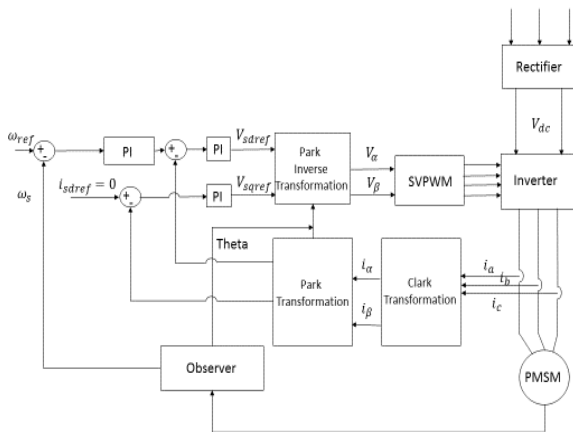 Rectifier
V_dc
ω_ref
+
-
PI
+
-
PI
V_sdref
Park
Inverse
Transformation
V_α
V_β
SVPWM
Inverter
ω_s
i_sdref = 0
+
-
PI
V_sqref
Theta
Park
Transformation
i_α
i_β
Clark
Transformation
i_a
i_b
i_c
Observer
PMSM